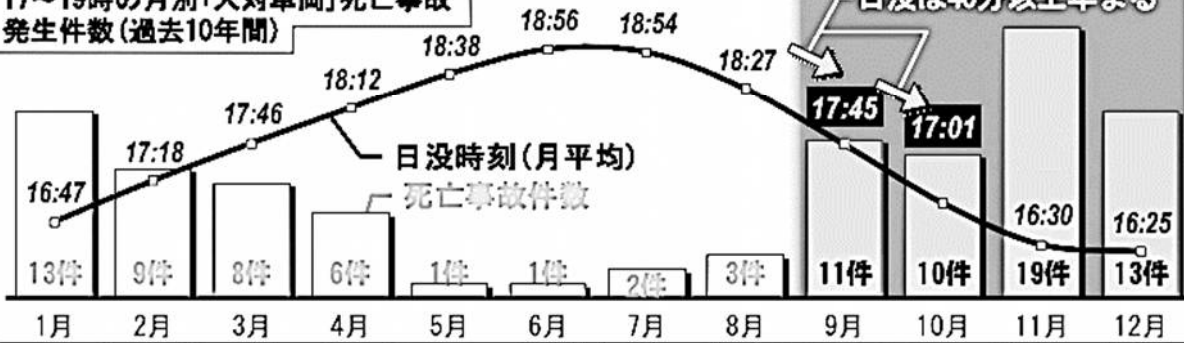 17~19時の月別「人対車両」死亡事故
発生件数(過去10年間)
日没は40分以上早まる
16:47
17:18
17:46
18:12
18:38
18:56
18:54
18:27
17:45
17:01
16:30
16:25
日没時刻(月平均)
死亡事故件数
13件 9件 8件 6件 1件 1件 2件 3件 11件 10件 19件 13件
1月 2月 3月 4月 5月 6月 7月 8月 9月 10月 11月 12月